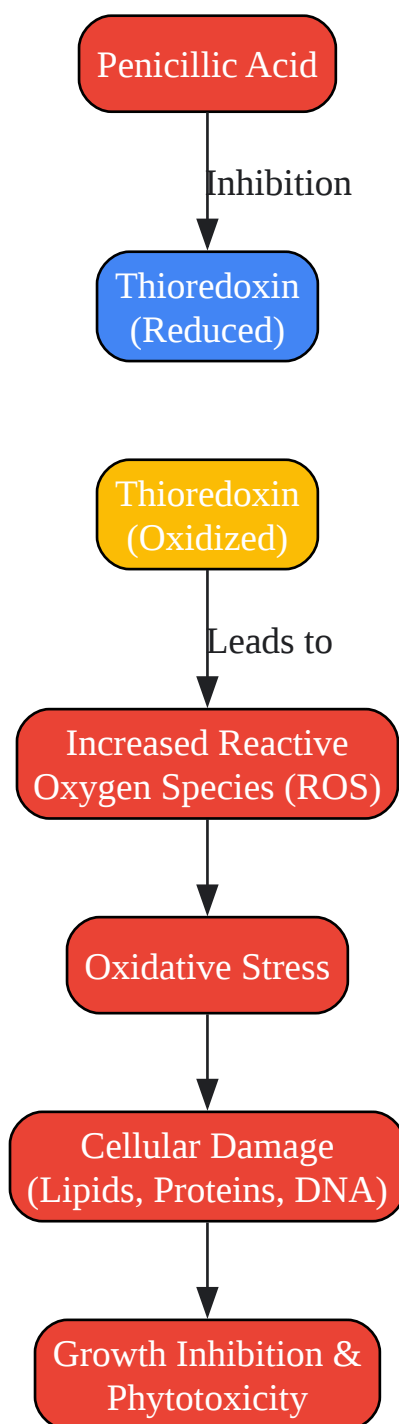 Penicillic Acid
Inhibition
Thioredoxin
(Reduced)
Thioredoxin
(Oxidized)
Leads to
Increased Reactive
Oxygen Species (ROS)
Oxidative Stress
Cellular Damage
(Lipids, Proteins, DNA)
Growth Inhibition &
Phytotoxicity